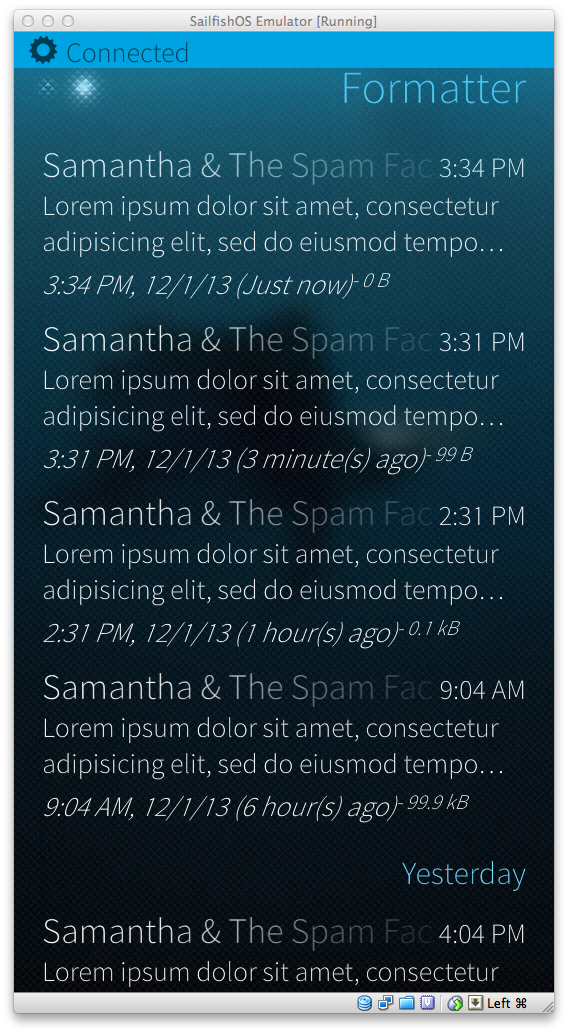 SailfishOS Emulator [Running]
Connected
Formatter
Samantha & The Spam Fac 3:34 PM
Lorem ipsum dolor sit amet, consectetur
adipisicing elit, sed do eiusmod tempo…
3:34 PM, 12/1/13 (Just now)- 0 B
Samantha & The Spam Fac 3:31 PM
Lorem ipsum dolor sit amet, consectetur
adipisicing elit, sed do eiusmod tempo…
3:31 PM, 12/1/13 (3 minute(s) ago)- 99 B
Samantha & The Spam Fac 2:31 PM
Lorem ipsum dolor sit amet, consectetur
adipisicing elit, sed do eiusmod tempo…
2:31 PM, 12/1/13 (1 hour(s) ago)- 0.1 kB
Samantha & The Spam Fac 9:04 AM
Lorem ipsum dolor sit amet, consectetur
adipisicing elit, sed do eiusmod tempo…
9:04 AM, 12/1/13 (6 hour(s) ago)- 99.9 kB
Yesterday
Samantha & The Spam Fac 4:04 PM
Lorem ipsum dolor sit amet, consectetur
Left ⌘